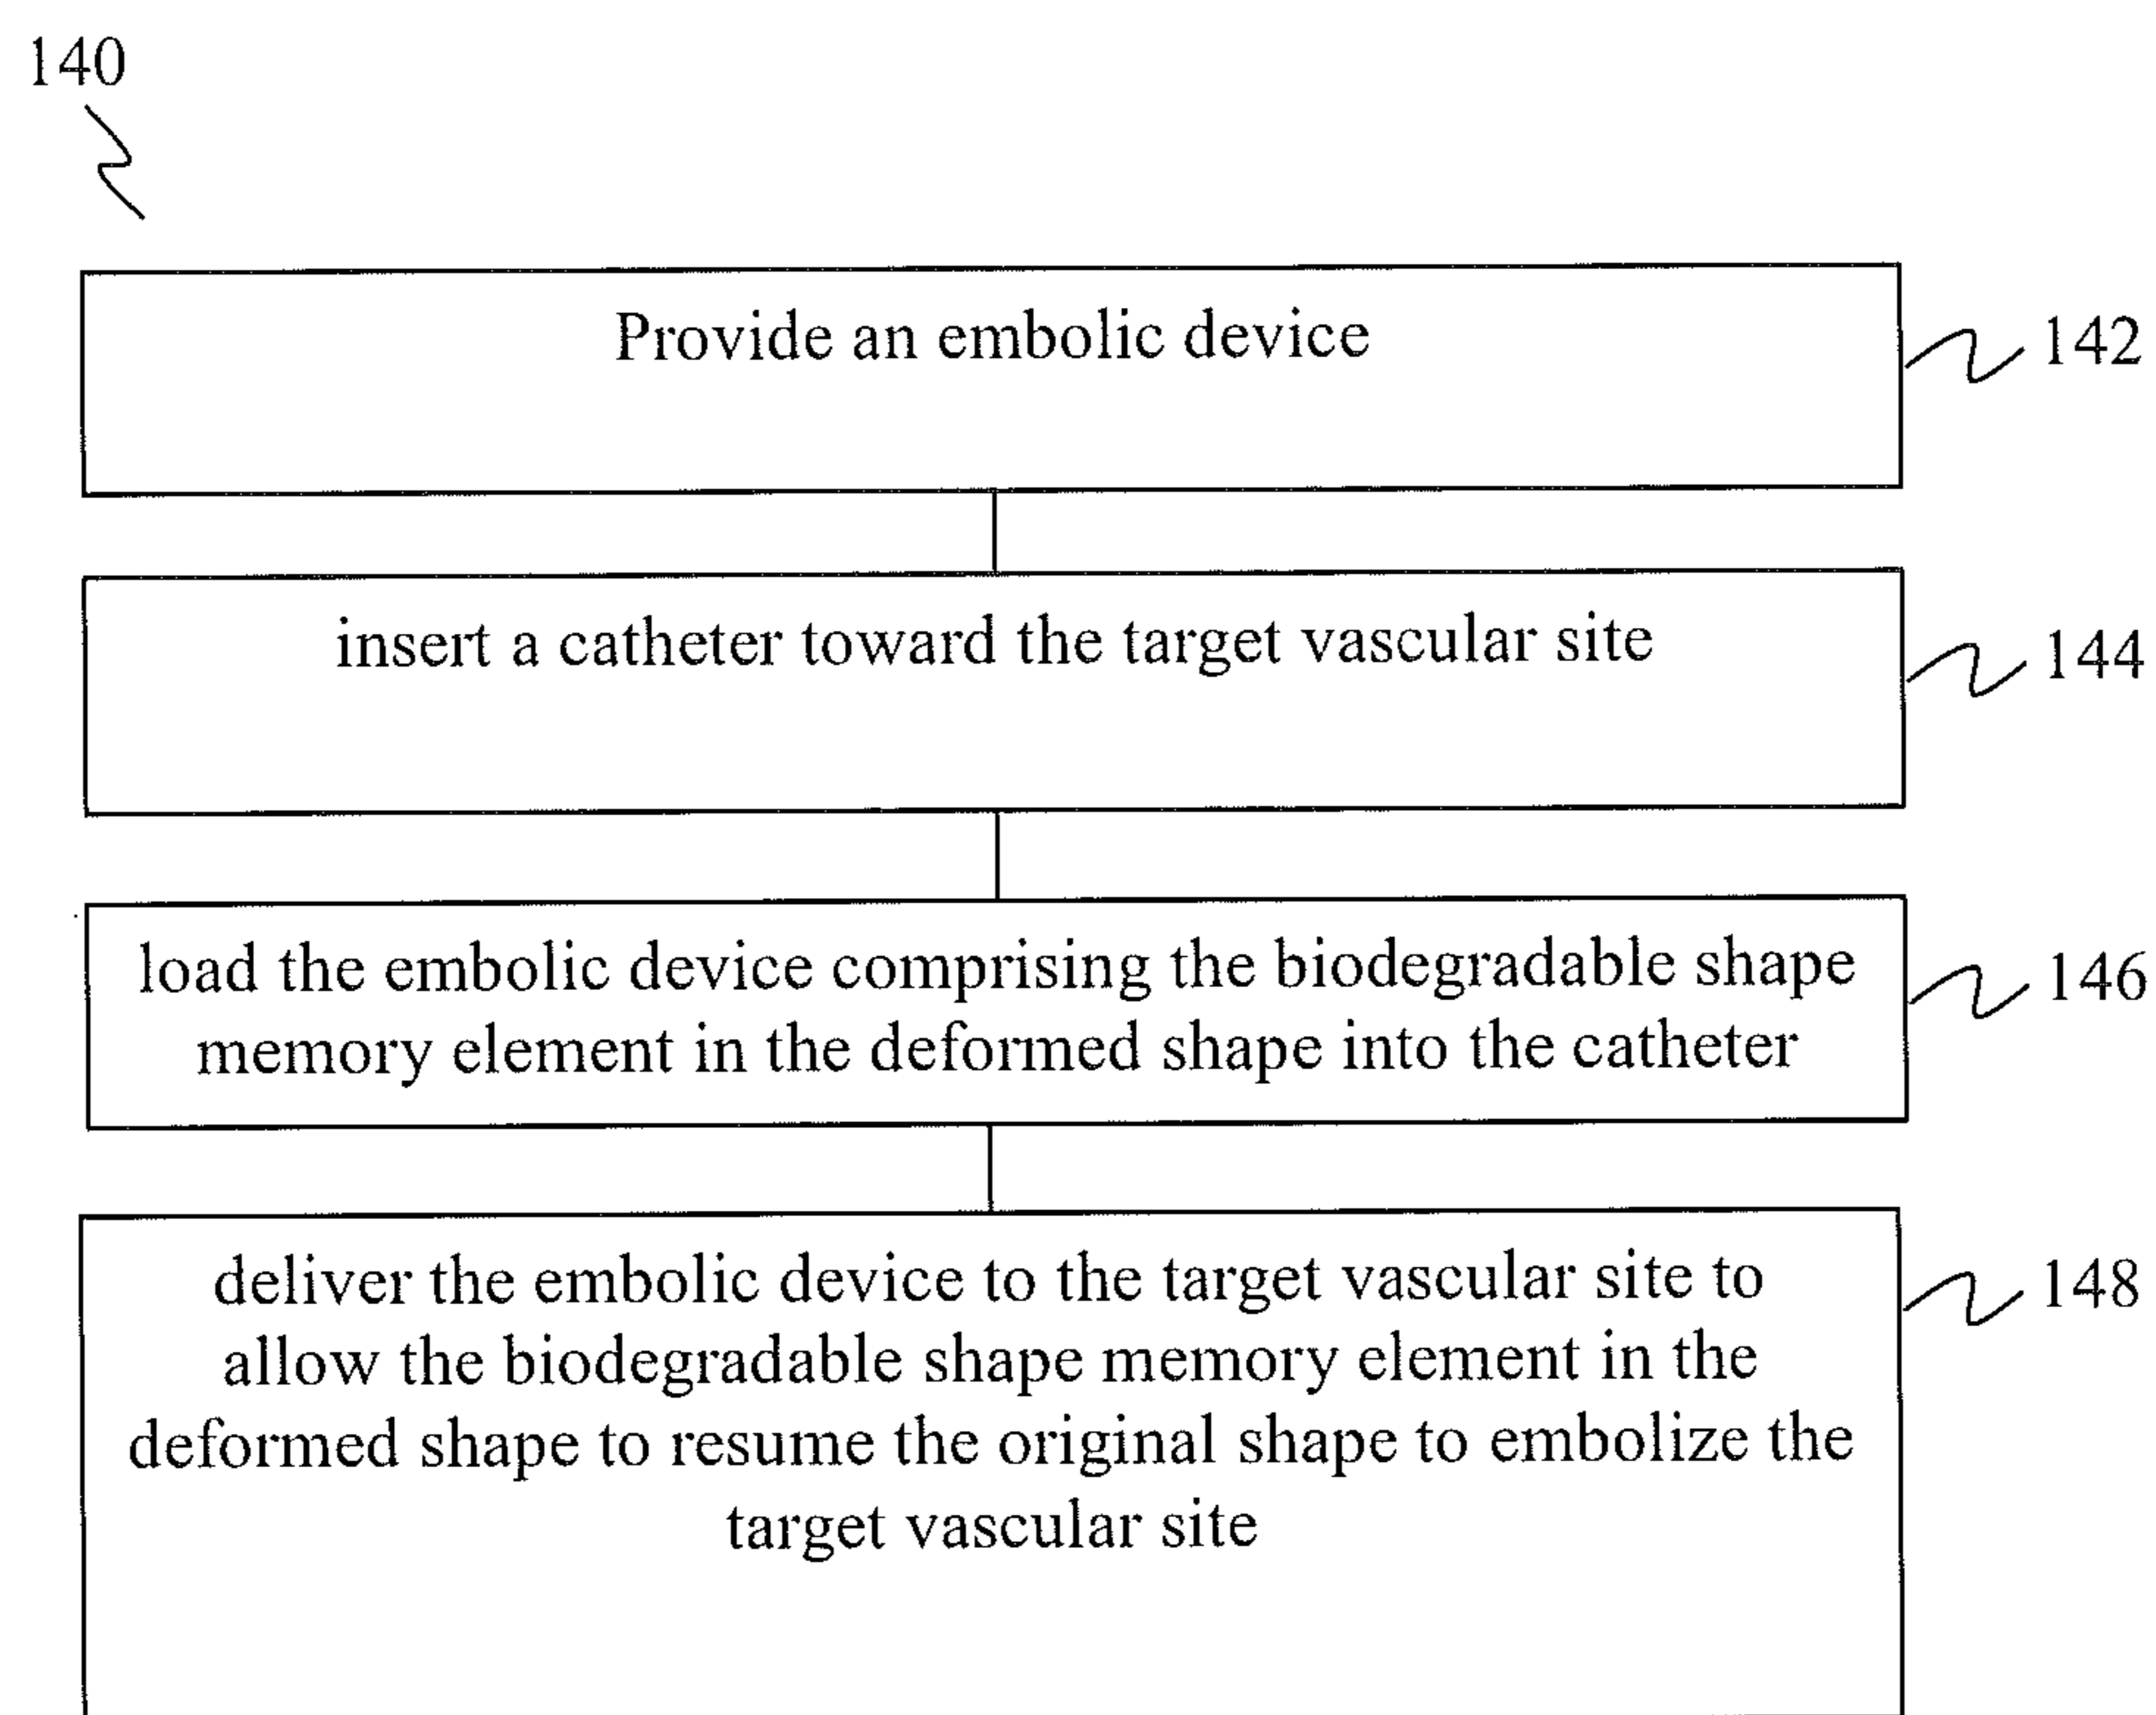 140
Provide an embolic device
142
insert a catheter toward the target vascular site
144
load the embolic device comprising the biodegradable shape
memory element in the deformed shape into the catheter
146
deliver the embolic device to the target vascular site to
allow the biodegradable shape memory element in the
deformed shape to resume the original shape to embolize the
target vascular site
148